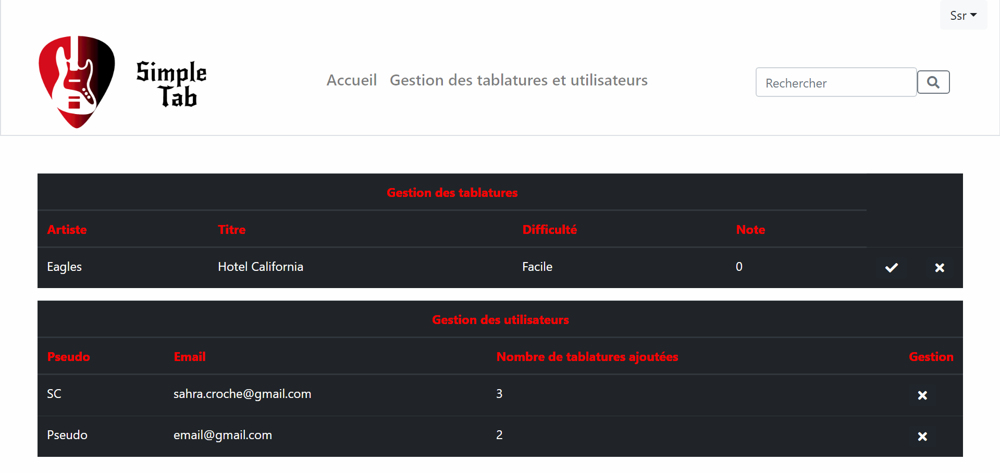 Ssr
Simple
Tab
Accueil Gestion des tablatures et utilisateurs
Rechercher
Gestion des tablatures
Artiste Titre Difficulté Note
Eagles Hotel California Facile 0
Gestion des utilisateurs
Pseudo Email Nombre de tablatures ajoutées Gestion
SC sahra.croche@gmail.com 3
Pseudo email@gmail.com 2